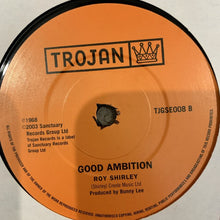 TROJAN
℗1968
©2003 Sanctuary
Records Group Ltd
Trojan Records is a label
of Sanctuary Records
Group Ltd
TJGSE008 B
GOOD AMBITION
ROY SHIRLEY
(Shirley) Creole Music Ltd.
Produced by Bunny Lee